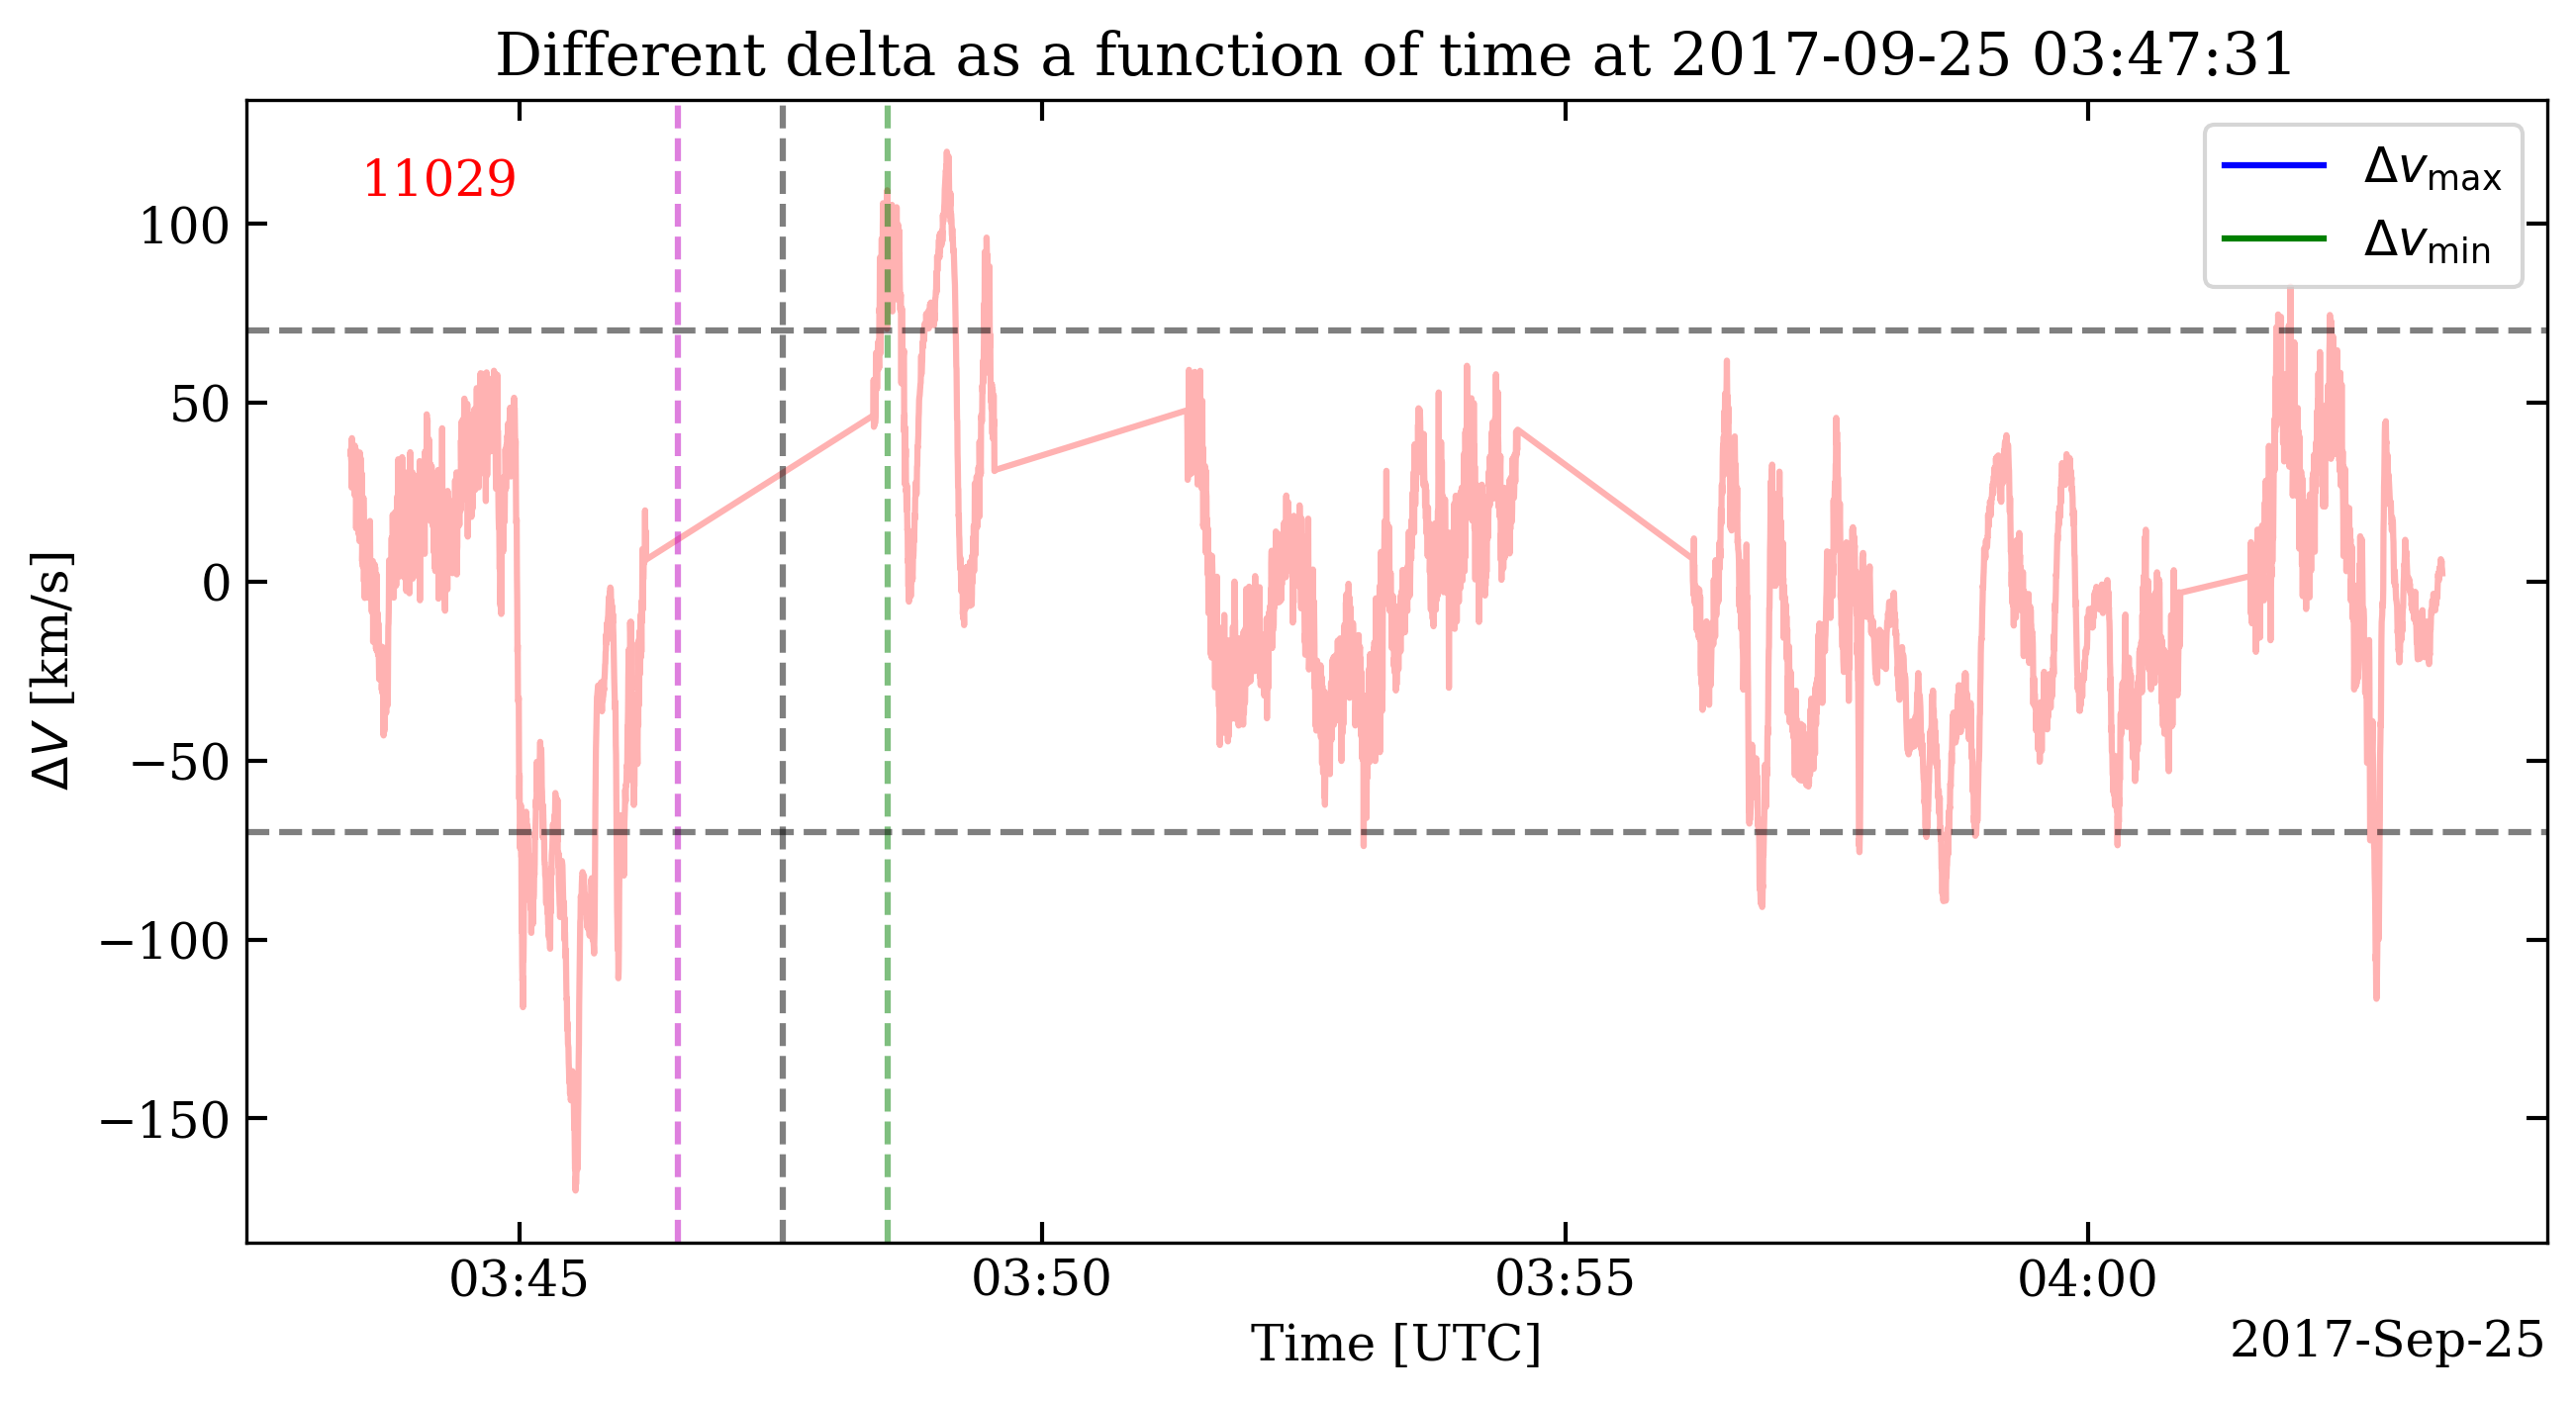 Different delta as a function of time at 2017-09-25 03:47:31
11029
Δv_max
Δv_min
100
50
0
−50
−100
−150
ΔV [km/s]
03:45 03:50 03:55 04:00
Time [UTC]
2017-Sep-25